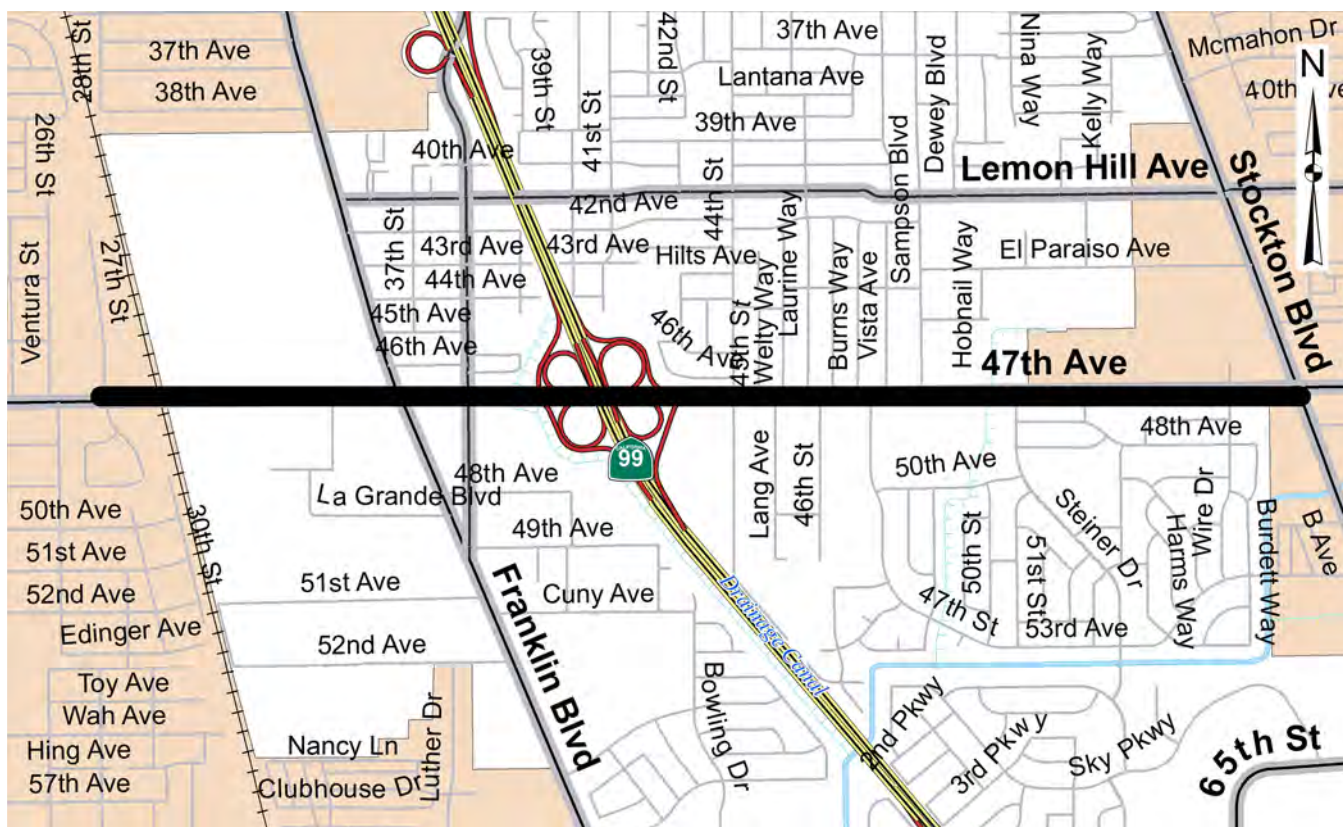 28th St
37th Ave
38th Ave
26th St
39th St
42nd St
37th Ave
Lantana Ave
Dewey Blvd
Nina Way
Kelly Way
Mcmahon Dr
40th Ave
N
41st St
39th Ave
40th Ave
Sampson Blvd
Lemon Hill Ave
Stockton Blvd
42nd Ave
44th St
Laurine Way
37th St
43rd Ave
43rd Ave
Hilts Ave
El Paraiso Ave
Ventura St
27th St
44th Ave
Welty Way
Burns Way
Vista Ave
Hobnail Way
45th Ave
46th Ave
46th Ave
45th St
47th Ave
99
48th Ave
48th Ave
50th Ave
La Grande Blvd
Lang Ave
46th St
Steiner Dr
Wire Dr
Burdett Way
B Ave
50th Ave
51st Ave
52nd Ave
Edinger Ave
30th St
49th Ave
50th St
51st St
Harms Way
51st Ave
Franklin Blvd
Cuny Ave
Drainage Canal
47th St
53rd Ave
52nd Ave
Toy Ave
Wah Ave
Hing Ave
57th Ave
Nancy Ln
Clubhouse Dr
Luther Dr
Bowling Dr
2nd Pkwy
3rd Pkwy
Sky Pkwy
65th St